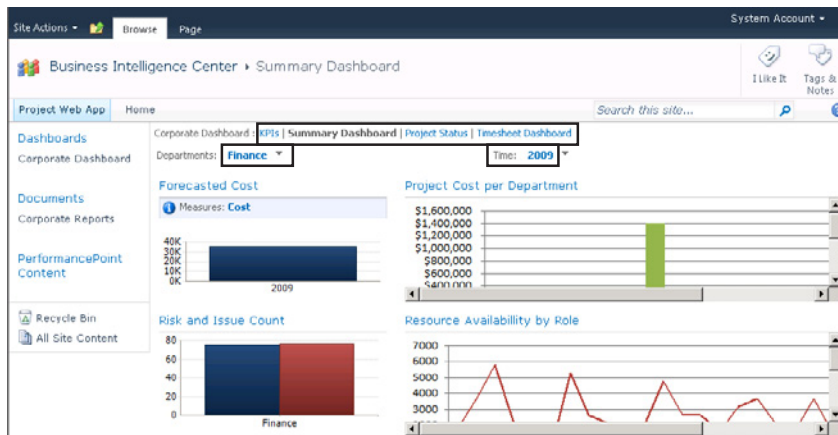 System Account
Site Actions
Browse
Page
Business Intelligence Center › Summary Dashboard
I Like It
Tags &
Notes
Project Web App
Home
Search this site...
Dashboards
Corporate Dashboard
Documents
Corporate Reports
PerformancePoint
Content
Recycle Bin
All Site Content
Corporate Dashboard : KPIs | Summary Dashboard | Project Status | Timesheet Dashboard
Departments: Finance
Time: 2009
Forecasted Cost
Measures: Cost
40K
30K
20K
10K
0K
2009
Project Cost per Department
$1,600,000
$1,400,000
$1,200,000
$1,000,000
$800,000
$600,000
$400,000
Risk and Issue Count
80
60
40
20
0
Finance
Resource Availabillity by Role
7000
6000
5000
4000
3000